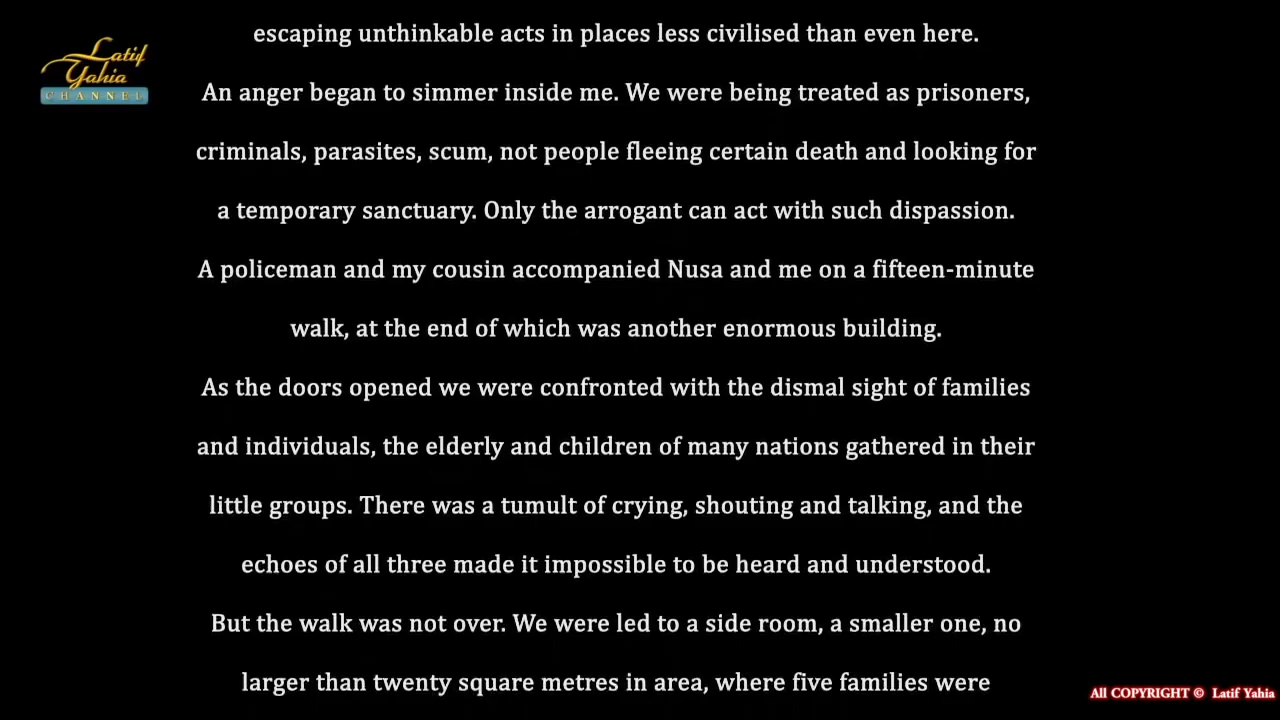 Latif
Yahia
CHANNEL
escaping unthinkable acts in places less civilised than even here.
An anger began to simmer inside me. We were being treated as prisoners,
criminals, parasites, scum, not people fleeing certain death and looking for
a temporary sanctuary. Only the arrogant can act with such dispassion.
A policeman and my cousin accompanied Nusa and me on a fifteen-minute
walk, at the end of which was another enormous building.
As the doors opened we were confronted with the dismal sight of families
and individuals, the elderly and children of many nations gathered in their
little groups. There was a tumult of crying, shouting and talking, and the
echoes of all three made it impossible to be heard and understood.
But the walk was not over. We were led to a side room, a smaller one, no
larger than twenty square metres in area, where five families were
All COPYRIGHT © Latif Yahia